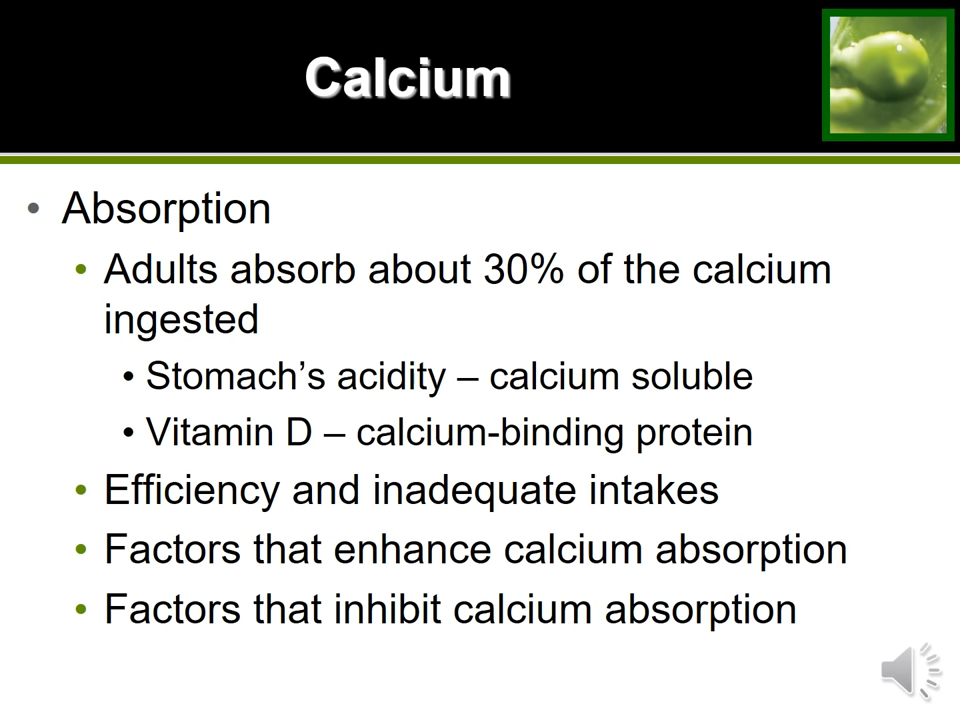 Calcium
• Absorption
• Adults absorb about 30% of the calcium
ingested
• Stomach’s acidity – calcium soluble
• Vitamin D – calcium-binding protein
• Efficiency and inadequate intakes
• Factors that enhance calcium absorption
• Factors that inhibit calcium absorption